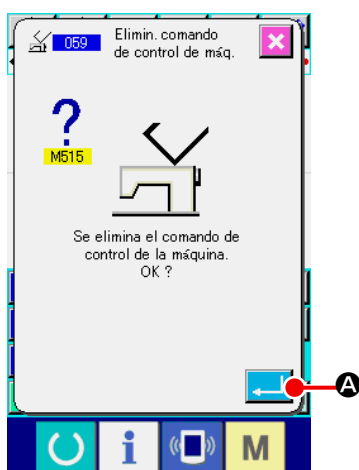 059
Elimin. comando
de control de máq.
?
M515
Se elimina el comando de
control de la máquina.
OK ?
A
i
M